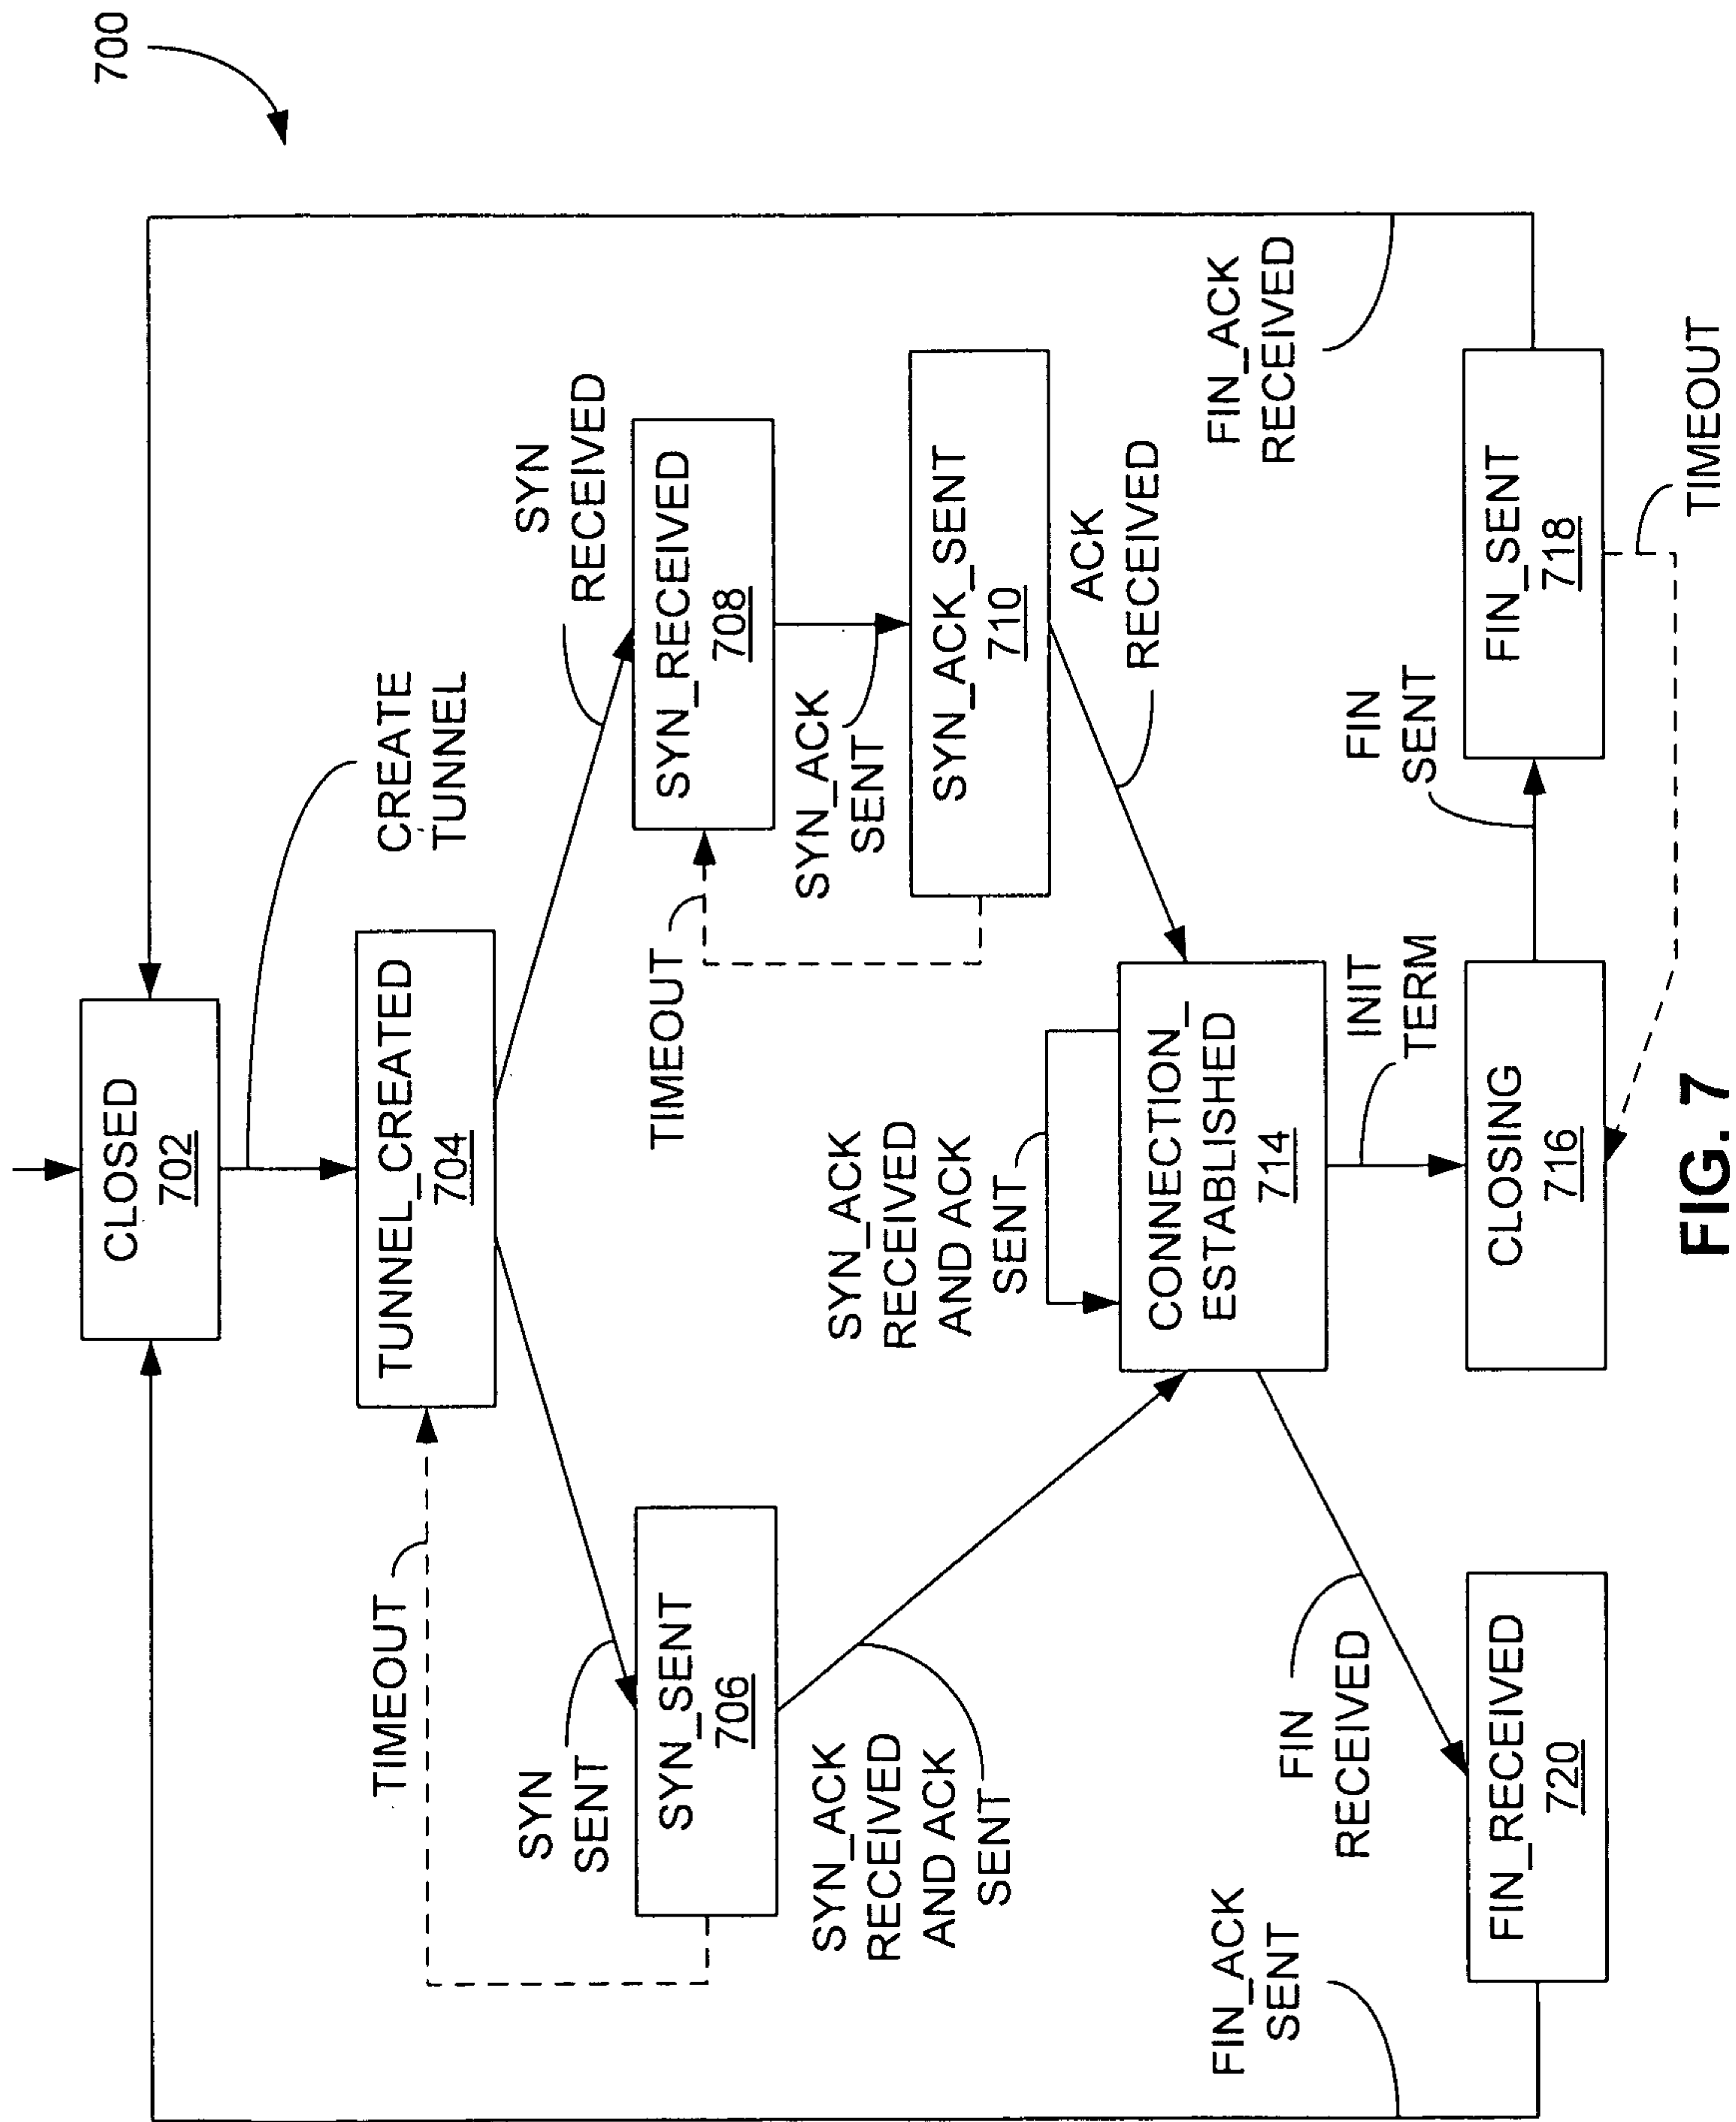 700
CLOSED
702
CREATE
TUNNEL
TUNNEL_CREATED
704
TIMEOUT
SYN
SENT
SYN
RECEIVED
SYN_SENT
706
SYN_RECEIVED
708
TIMEOUT
SYN_ACK
SENT
SYN_ACK
RECEIVED
AND ACK
SENT
SYN_ACK
RECEIVED
AND ACK
SENT
SYN_ACK_SENT
710
ACK
RECEIVED
CONNECTION_
ESTABLISHED
714
FIN_ACK
SENT
FIN
RECEIVED
INIT
TERM
FIN
SENT
FIN_ACK
RECEIVED
FIN_RECEIVED
720
CLOSING
716
FIN_SENT
718
TIMEOUT
FIG. 7